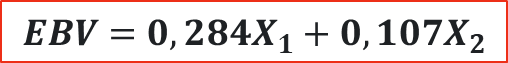 EBV = 0,284X₁ + 0,107X₂